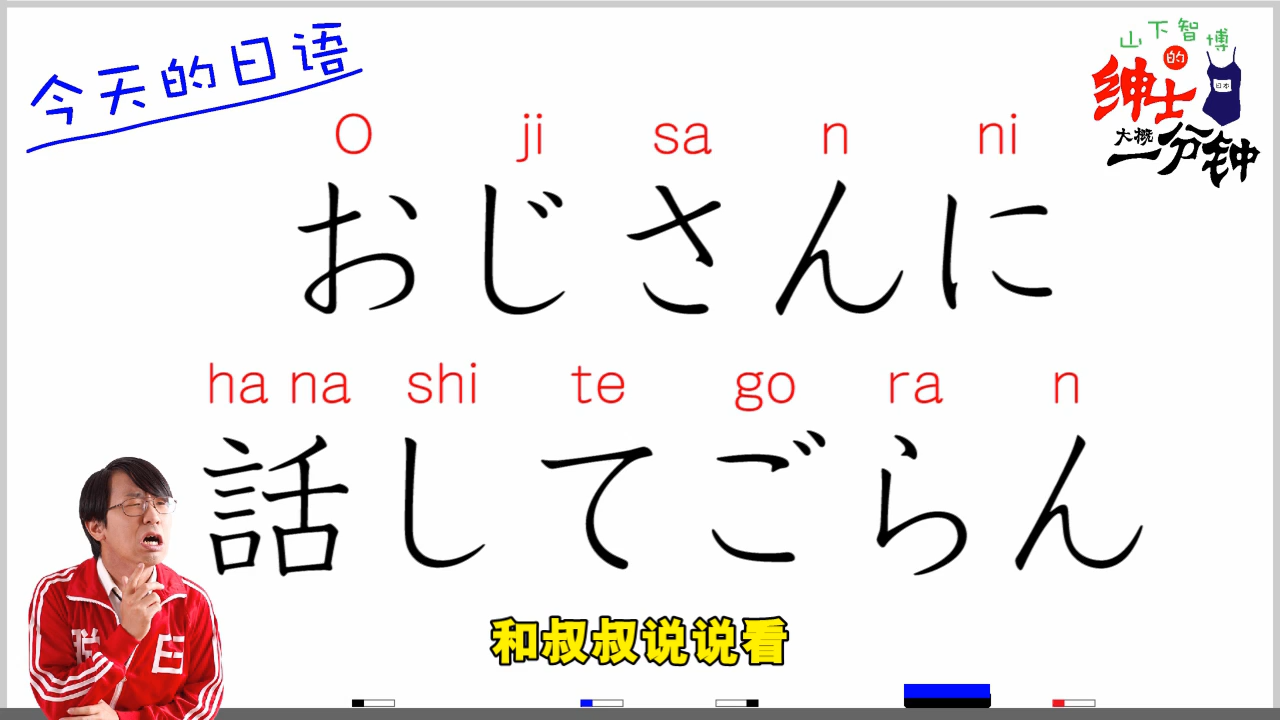 今天的日语
山下智博
的
绅士
日本
大概
一分钟
O ji sa n ni
おじさんに
ha na shi te go ra n
話してごらん
和叔叔说说看